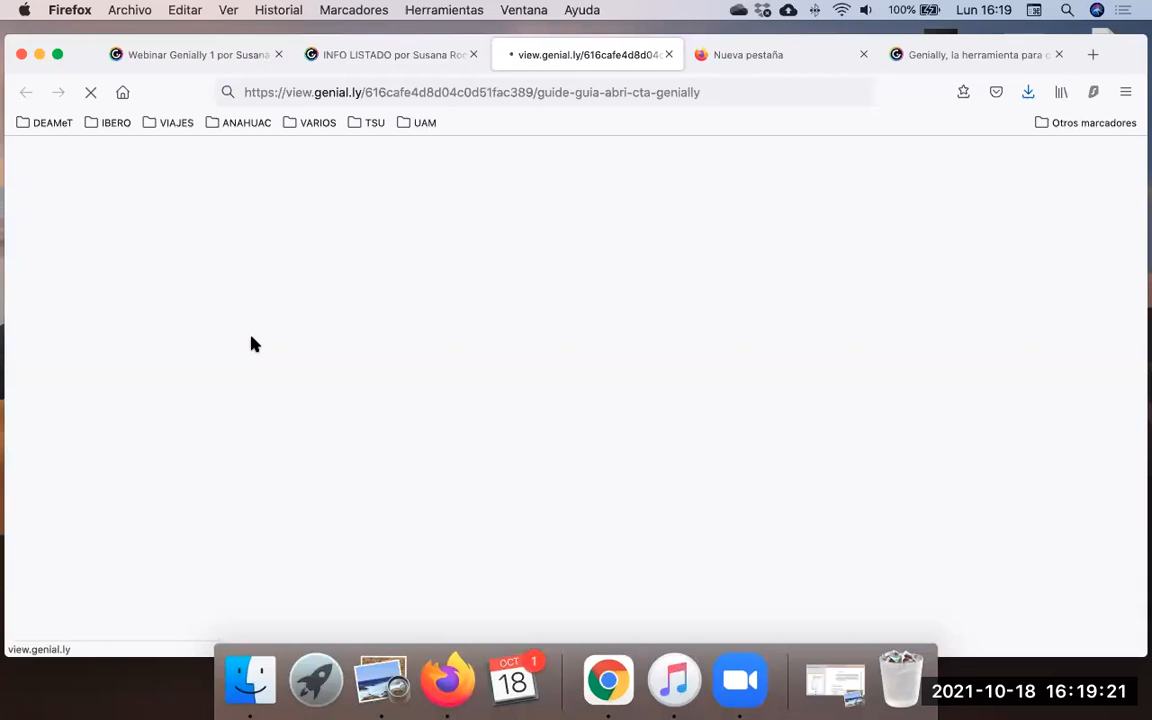 Firefox Archivo Editar Ver Historial Marcadores Herramientas Ventana Ayuda 100% Lun 16:19
Webinar Genially 1 por Susana INFO LISTADO por Susana Roc view.genial.ly/616cafe4d8d04c Nueva pestaña Genially, la herramienta para c
https://view.genial.ly/616cafe4d8d04c0d51fac389/guide-guia-abri-cta-genially
DEAMeT IBERO VIAJES ANAHUAC VARIOS TSU UAM Otros marcadores
view.genial.ly
OCT 1
18
2021-10-18 16:19:21